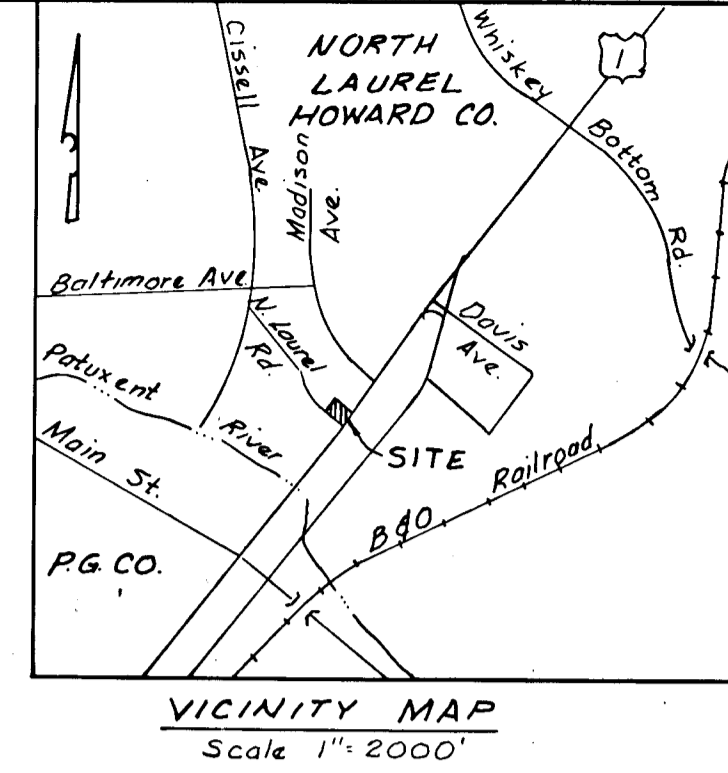 NORTH
LAUREL
HOWARD CO.
Cissell Ave.
Madison Ave.
Whiskey Bottom Rd.
1
Baltimore Ave.
N. Laurel Rd.
Davis Ave.
Patuxent River
Main St.
SITE
B&O Railroad
P.G. CO.
VICINITY MAP
Scale 1"=2000'